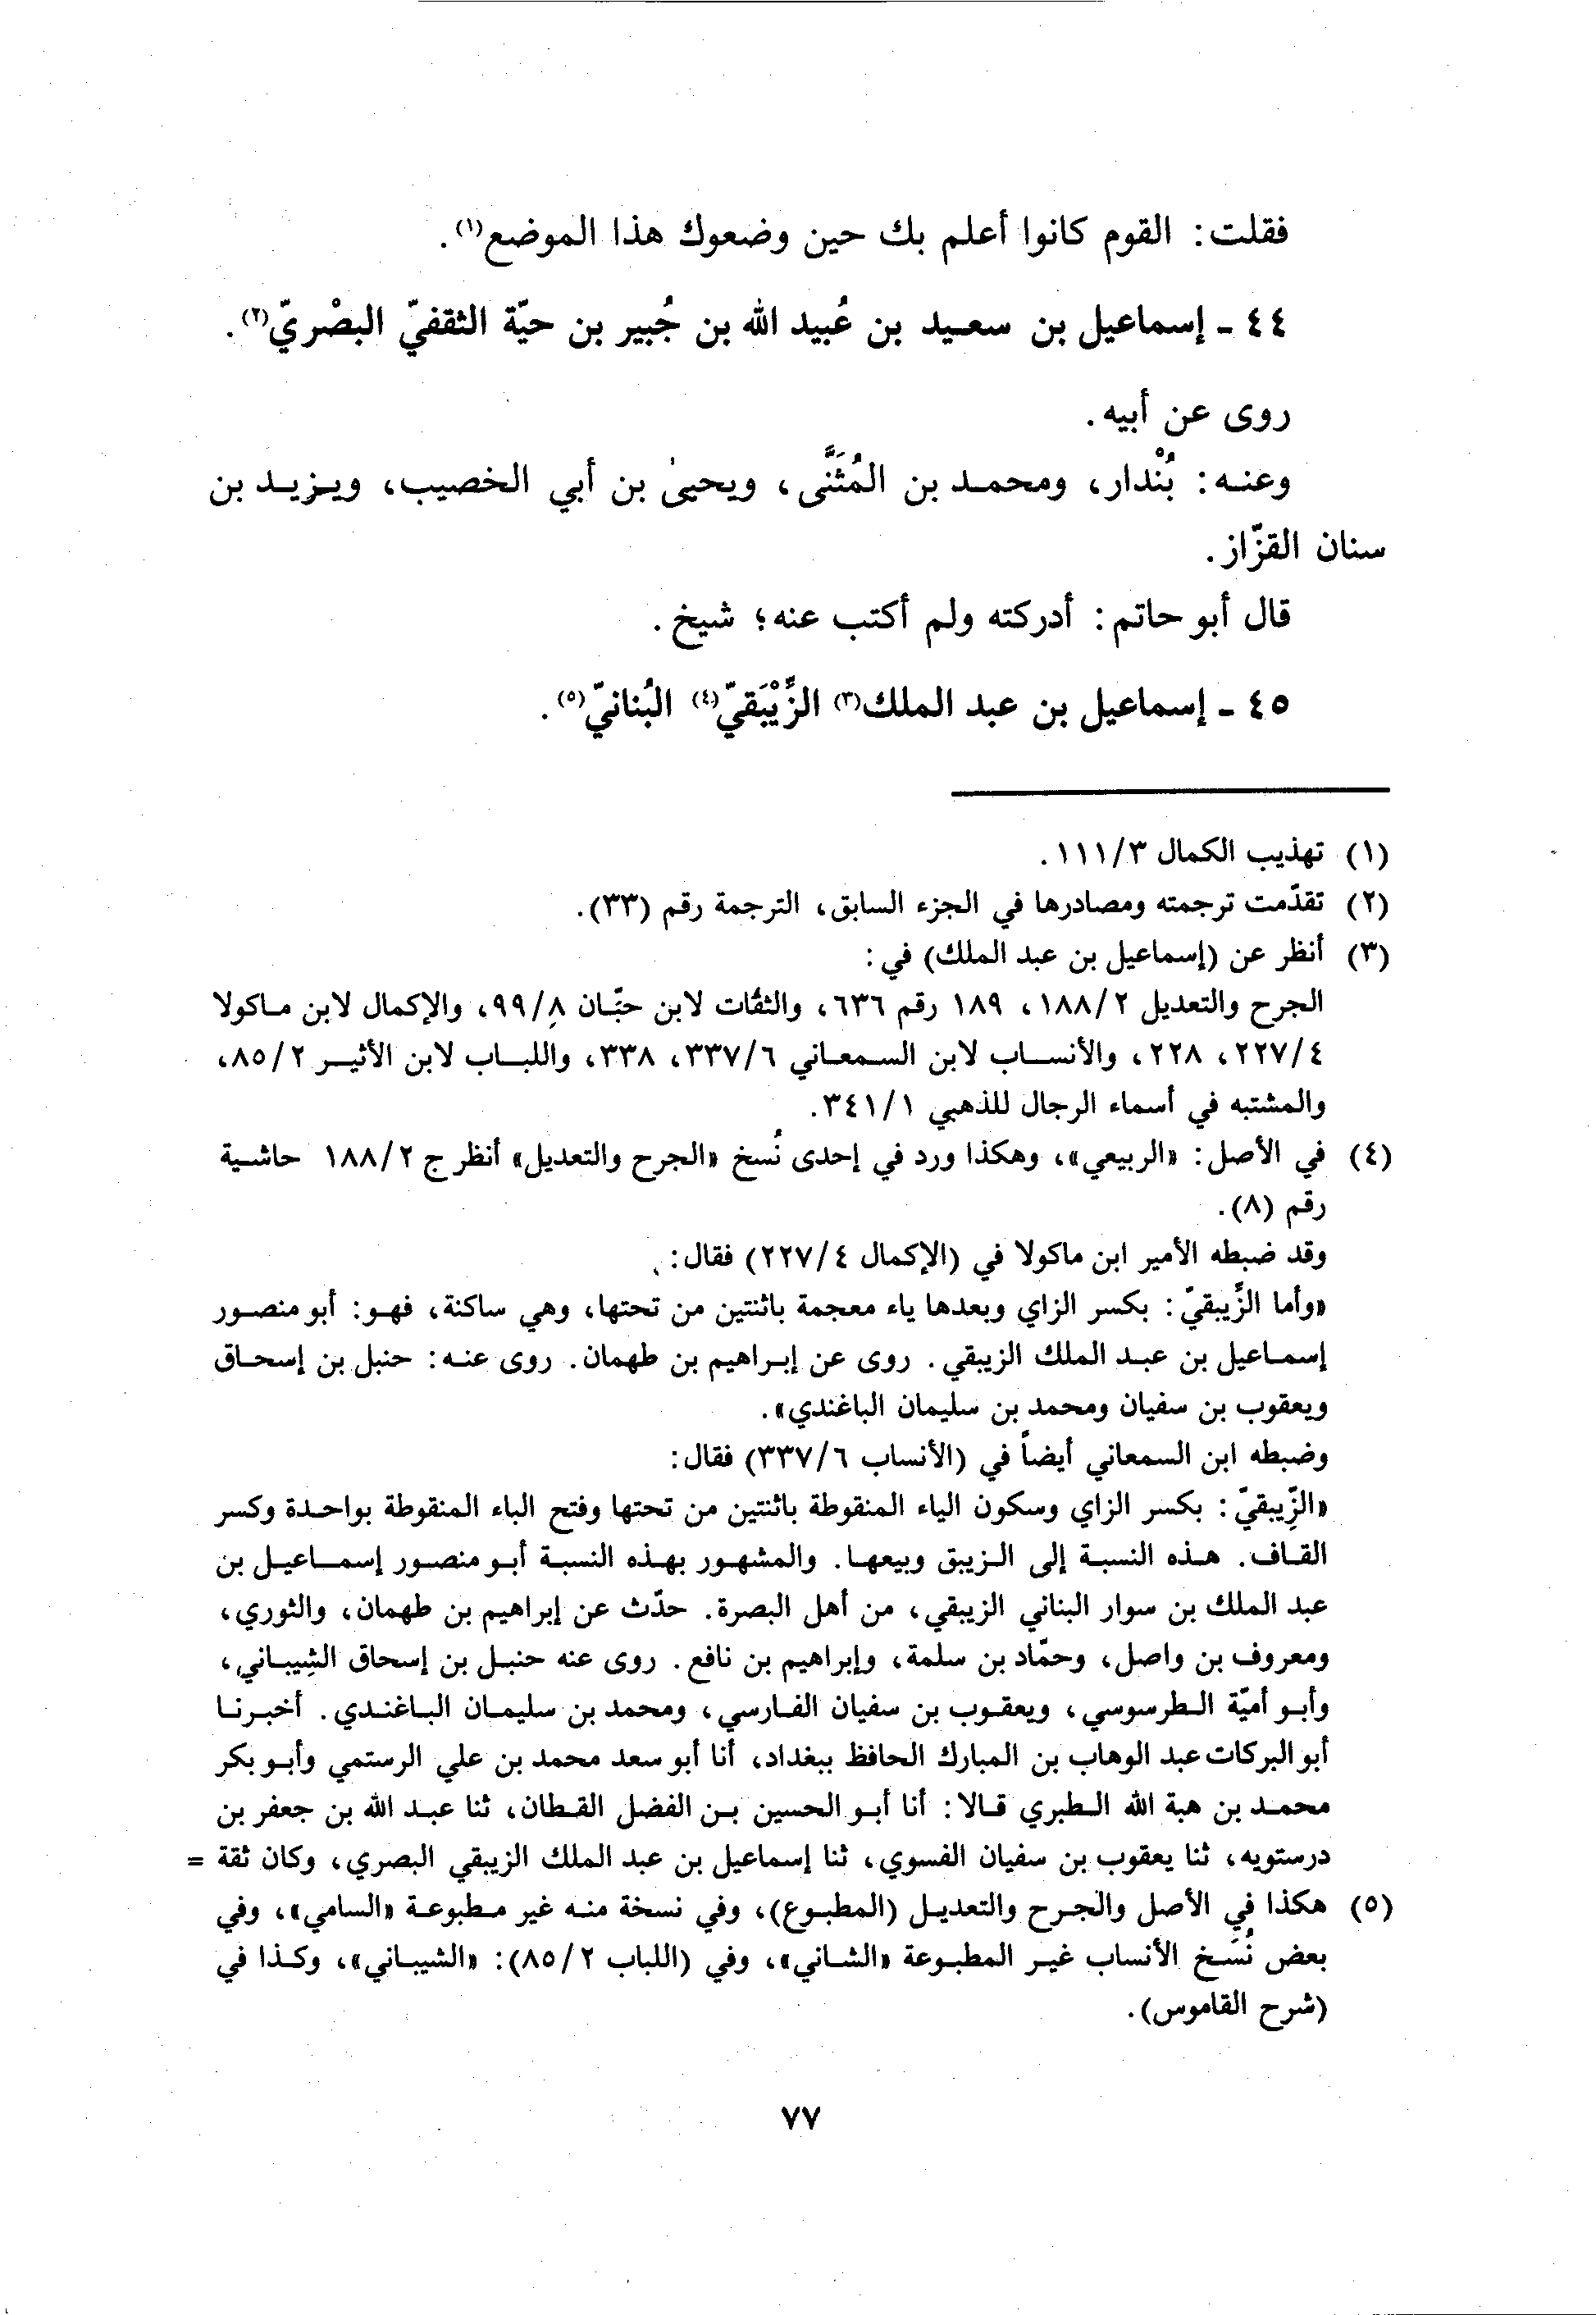 فقلت: القوم كانوا أعلم بك حين وضعوك هذا الموضع(١).
٤٤ ـ إسماعيل بن سعيد بن عُبيد الله بن جُبير بن حيّة الثقفيّ البصْريّ(٢).
روى عن أبيه.
وعنه: بُنْدار، ومحمد بن المُثَنَّى، ويحيىٰ بن أبي الخصيب، ويزيد بن
سنان القزّاز.
قال أبو حاتم: أدركته ولم أكتب عنه؛ شيخ.
٤٥ ـ إسماعيل بن عبد الملك(٣) الزِّيْبَقيّ(٤) البُنانيّ(٥).
(١) تهذيب الكمال ٣/١١١.
(٢) تقدّمت ترجمته ومصادرها في الجزء السابق، الترجمة رقم (٣٣).
(٣) أنظر عن (إسماعيل بن عبد الملك) في:
الجرح والتعديل ٢/١٨٨، ١٨٩ رقم ٦٣٦، والثقات لابن حبّان ٨/٩٩، والإكمال لابن ماكولا
٤/٢٢٧، ٢٢٨، والأنساب لابن السمعاني ٦/٣٣٧، ٣٣٨، واللباب لابن الأثير ٢/٨٥،
والمشتبه في أسماء الرجال للذهبي ١/٣٤١.
(٤) في الأصل: «الربيعي»، وهكذا ورد في إحدى نُسخ «الجرح والتعديل» أنظر ج ٢/١٨٨ حاشية
رقم (٨).
وقد ضبطه الأمير ابن ماكولا في (الإكمال ٤/٢٢٧) فقال:
«وأما الزِّيبقيّ: بكسر الزاي وبعدها ياء معجمة باثنتين من تحتها، وهي ساكنة، فهو: أبو منصور
إسماعيل بن عبد الملك الزيبقي. روى عن إبراهيم بن طهمان. روى عنه: حنبل بن إسحاق
ويعقوب بن سفيان ومحمد بن سليمان الباغندي».
وضبطه ابن السمعاني أيضاً في (الأنساب ٦/٣٣٧) فقال:
«الزِّيبقيّ: بكسر الزاي وسكون الياء المنقوطة باثنتين من تحتها وفتح الباء المنقوطة بواحدة وكسر
القاف. هذه النسبة إلى الزيبق وبيعها. والمشهور بهذه النسبة أبو منصور إسماعيل بن
عبد الملك بن سوار البناني الزيبقي، من أهل البصرة. حدّث عن إبراهيم بن طهمان، والثوري،
ومعروف بن واصل، وحمّاد بن سلمة، وإبراهيم بن نافع. روى عنه حنبل بن إسحاق الشيباني،
وأبو أميّة الطرسوسي، ويعقوب بن سفيان الفارسي، ومحمد بن سليمان الباغندي. أخبرنا
أبو البركات عبد الوهاب بن المبارك الحافظ ببغداد، أنا أبو سعد محمد بن علي الرستمي وأبو بكر
محمد بن هبة الله الطبري قالا: أنا أبو الحسين بن الفضل القطان، ثنا عبد الله بن جعفر بن
درستويه، ثنا يعقوب بن سفيان الفسوي، ثنا إسماعيل بن عبد الملك الزيبقي البصري، وكان ثقة =
(٥) هكذا في الأصل والجرح والتعديل (المطبوع)، وفي نسخة منه غير مطبوعة «السامي»، وفي
بعض نُسَخ الأنساب غير المطبوعة «الشاني»، وفي (اللباب ٢/٨٥): «الشيباني»، وكذا في
(شرح القاموس).
٧٧